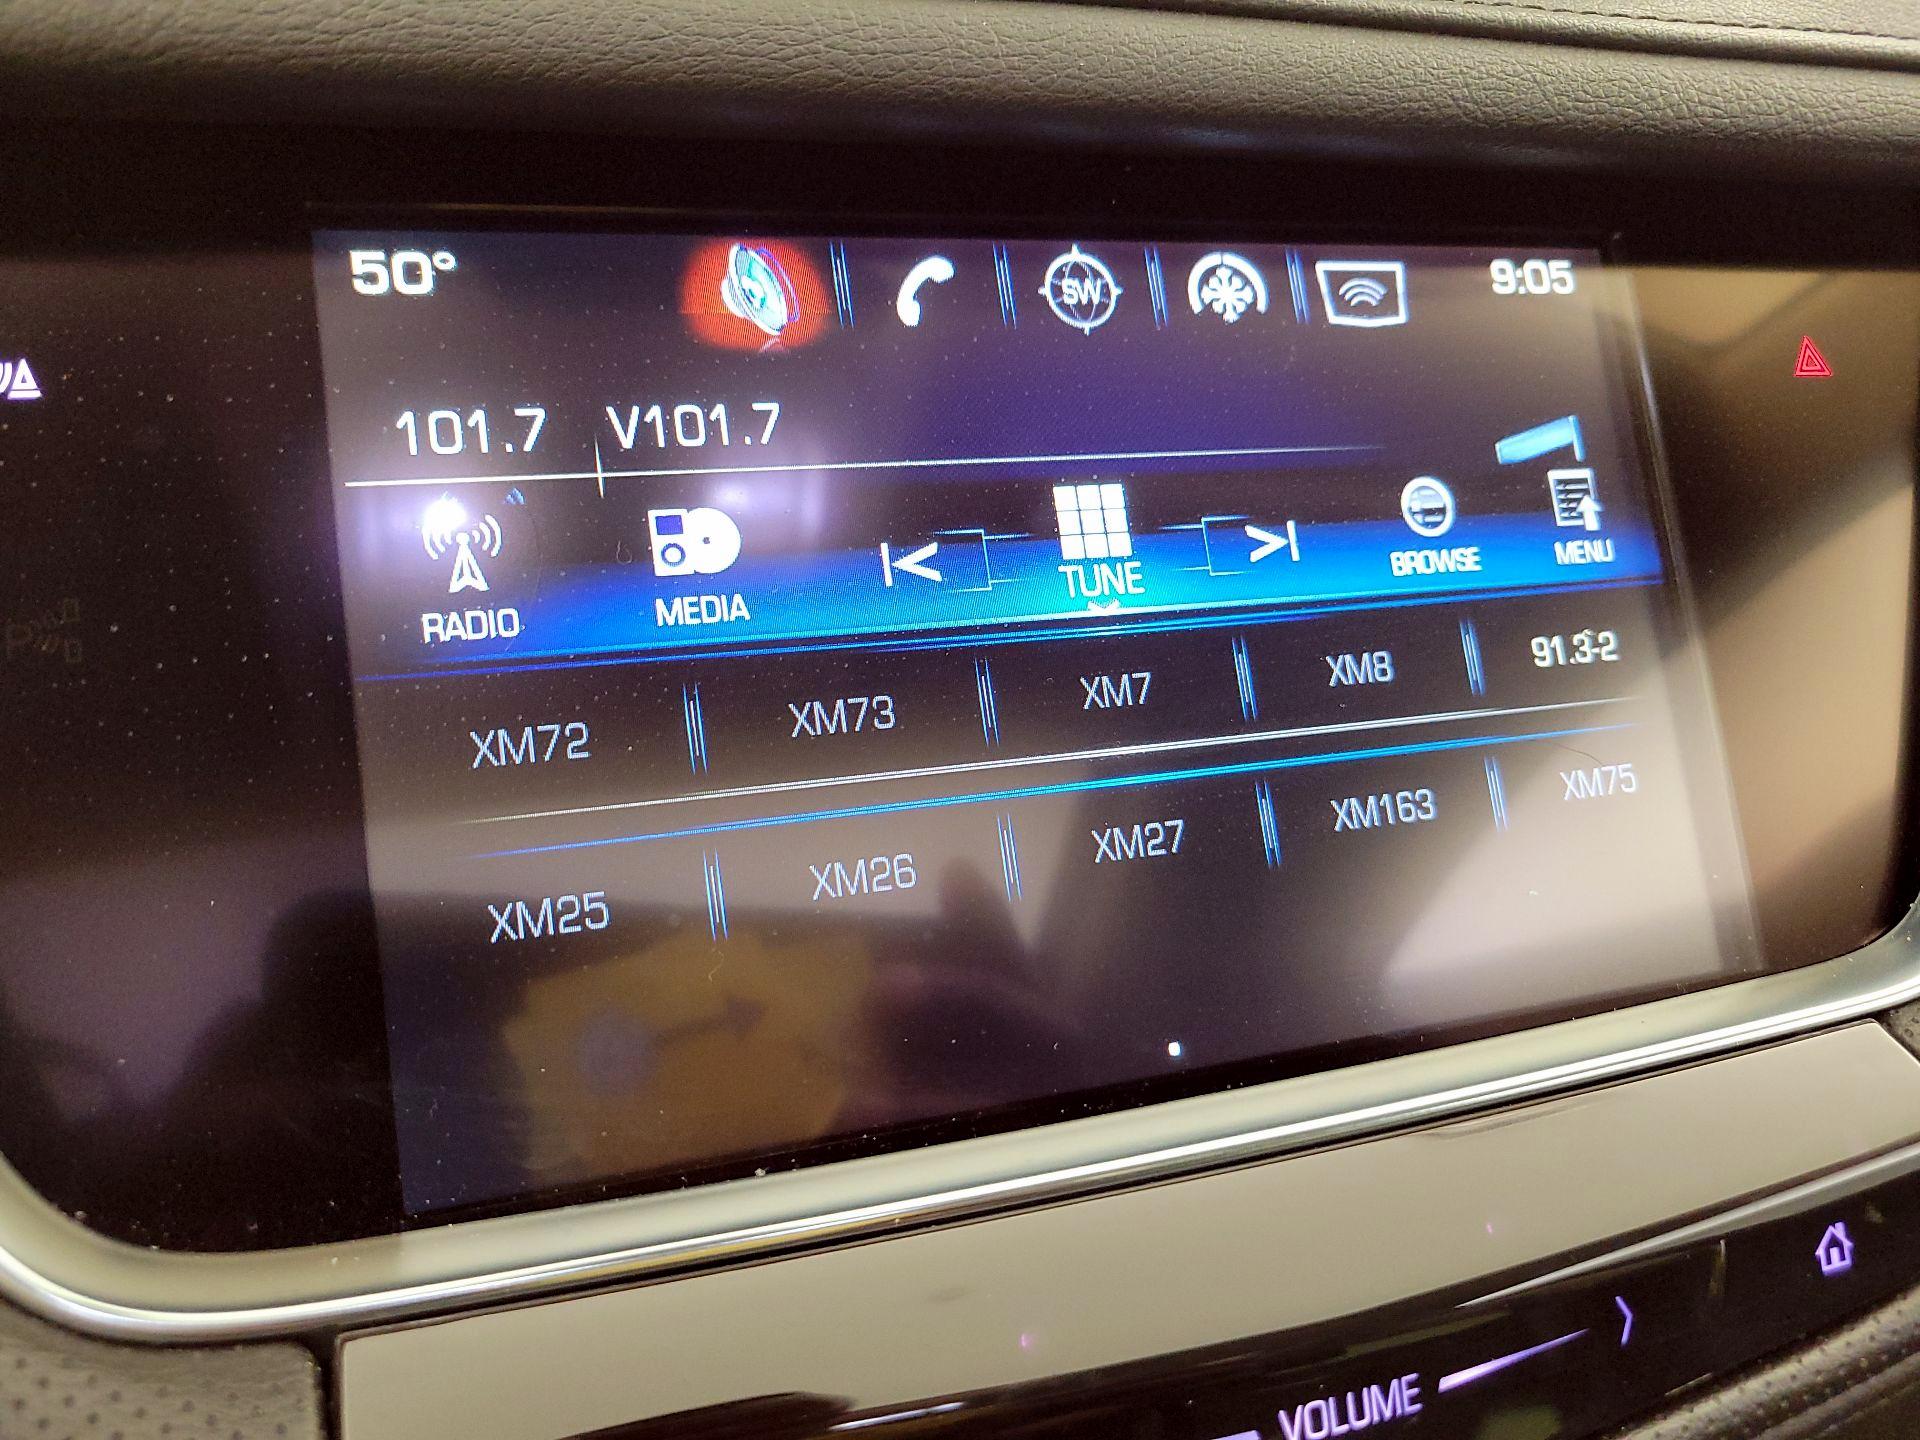 50° SW 9:05
101.7 V101.7
RADIO MEDIA TUNE BROWSE MENU
XM72 XM73 XM7 XM8 91.3-2
XM25 XM26 XM27 XM163 XM75
VOLUME